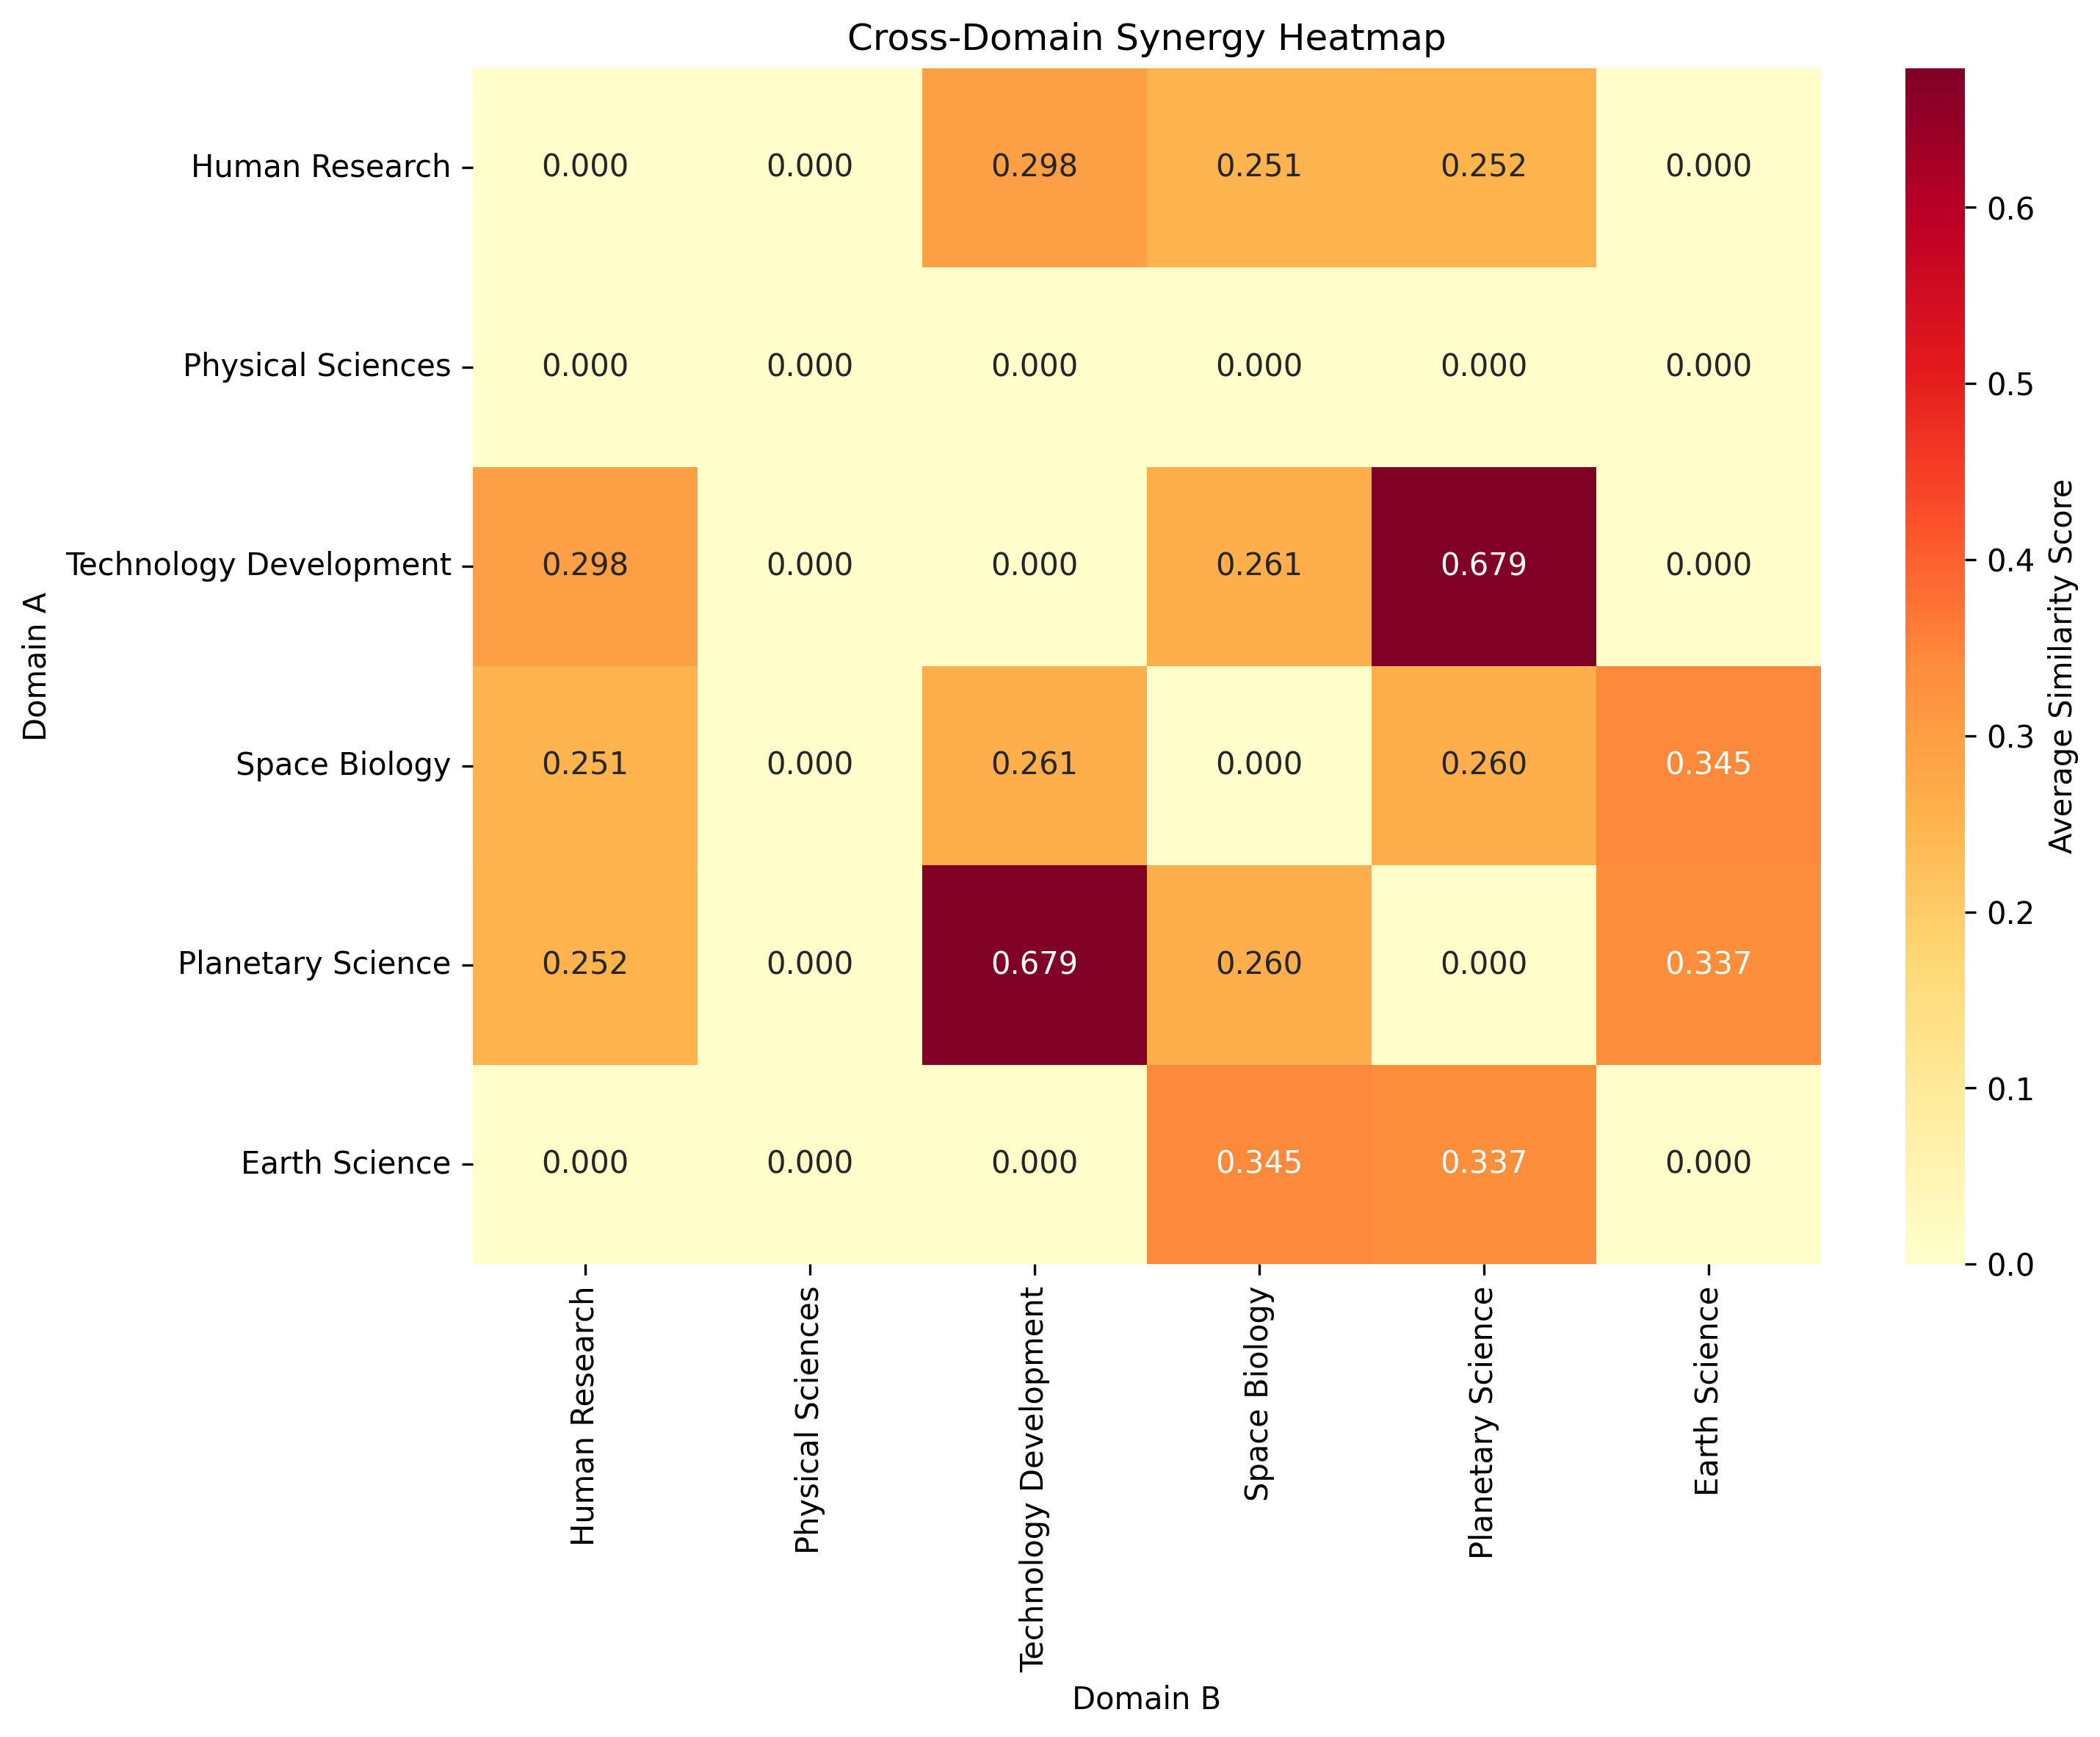 Cross-Domain Synergy Heatmap
Human Research 0.000 0.000 0.298 0.251 0.252 0.000
Physical Sciences 0.000 0.000 0.000 0.000 0.000 0.000
Technology Development 0.298 0.000 0.000 0.261 0.679 0.000
Space Biology 0.251 0.000 0.261 0.000 0.260 0.345
Planetary Science 0.252 0.000 0.679 0.260 0.000 0.337
Earth Science 0.000 0.000 0.000 0.345 0.337 0.000
Domain A
Human Research
Physical Sciences
Technology Development
Space Biology
Planetary Science
Earth Science
Domain B
0.6
0.5
0.4
0.3
0.2
0.1
0.0
Average Similarity Score